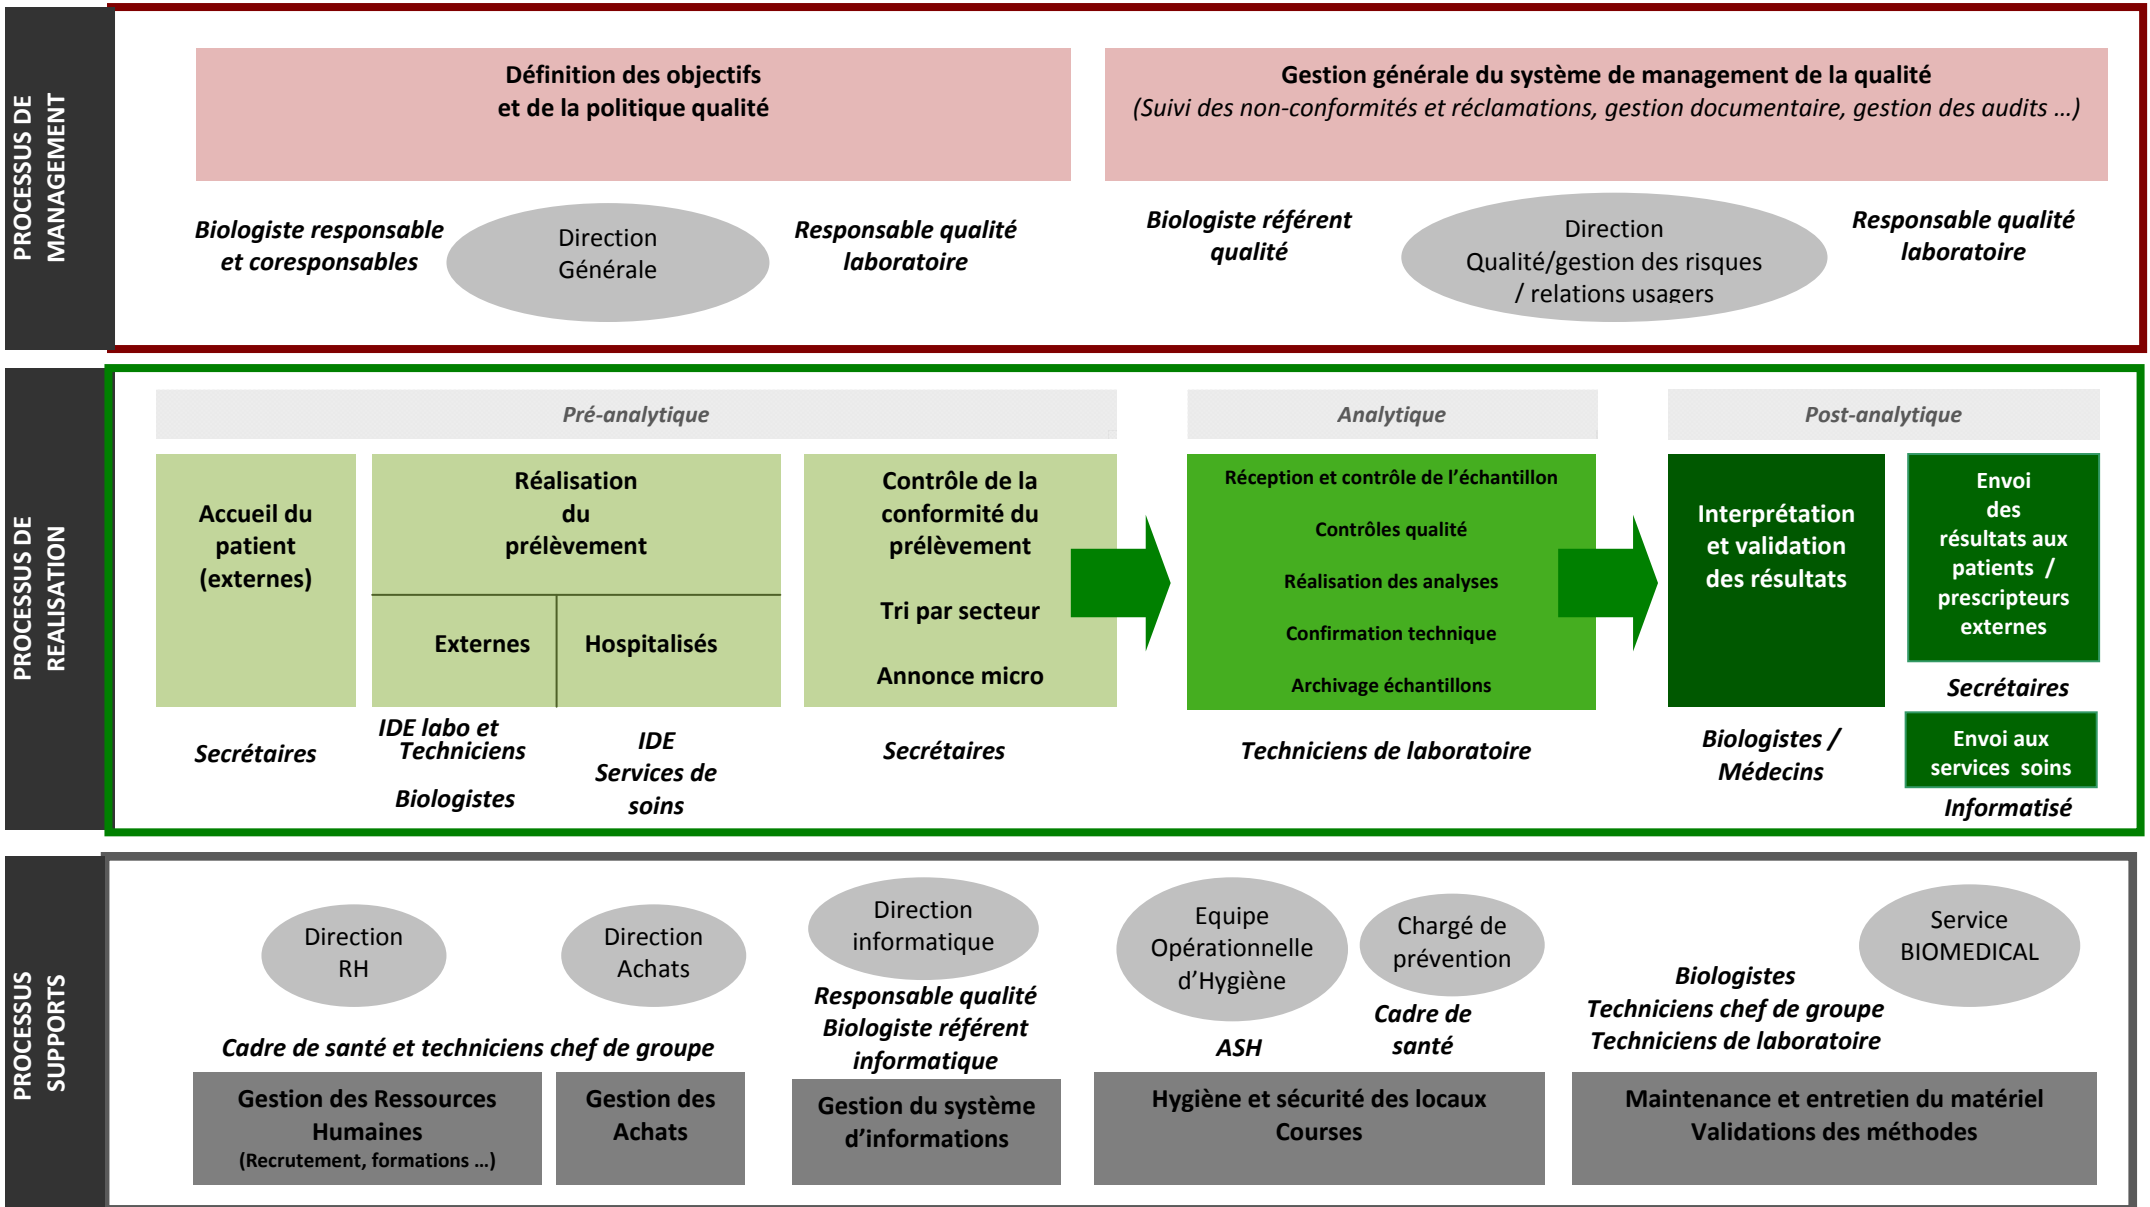 PROCESSUS DE
MANAGEMENT
Définition des objectifs
et de la politique qualité
Gestion générale du système de management de la qualité
(Suivi des non-conformités et réclamations, gestion documentaire, gestion des audits …)
Biologiste responsable
et coresponsables
Direction
Générale
Responsable qualité
laboratoire
Biologiste référent
qualité
Direction
Qualité/gestion des risques
/ relations usagers
Responsable qualité
laboratoire
PROCESSUS DE
REALISATION
Pré-analytique
Analytique
Post-analytique
Accueil du
patient
(externes)
Réalisation
du
prélèvement
Externes
Hospitalisés
Contrôle de la
conformité du
prélèvement
Tri par secteur
Annonce micro
Réception et contrôle de l’échantillon
Contrôles qualité
Réalisation des analyses
Confirmation technique
Archivage échantillons
Interprétation
et validation
des résultats
Envoi
des
résultats aux
patients /
prescripteurs
externes
Secrétaires
Envoi aux
services soins
Informatisé
Secrétaires
IDE labo et
Techniciens
Biologistes
IDE
Services de
soins
Secrétaires
Techniciens de laboratoire
Biologistes /
Médecins
PROCESSUS
SUPPORTS
Direction
RH
Direction
Achats
Direction
informatique
Equipe
Opérationnelle
d’Hygiène
Chargé de
prévention
Service
BIOMEDICAL
Cadre de santé et techniciens chef de groupe
Responsable qualité
Biologiste référent
informatique
ASH
Cadre de
santé
Biologistes
Techniciens chef de groupe
Techniciens de laboratoire
Gestion des Ressources
Humaines
(Recrutement, formations …)
Gestion des
Achats
Gestion du système
d’informations
Hygiène et sécurité des locaux
Courses
Maintenance et entretien du matériel
Validations des méthodes